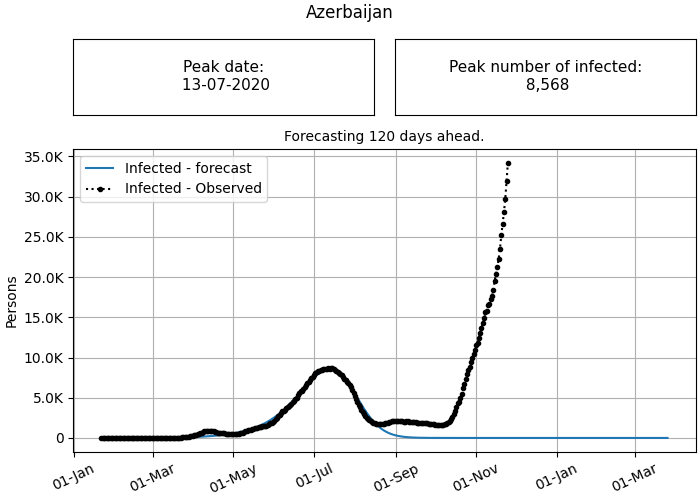 Azerbaijan
Peak date:
13-07-2020
Peak number of infected:
8,568
Forecasting 120 days ahead.
Infected - forecast
Infected - Observed
35.0K
30.0K
25.0K
20.0K
15.0K
10.0K
5.0K
0
Persons
01-Jan
01-Mar
01-May
01-Jul
01-Sep
01-Nov
01-Jan
01-Mar